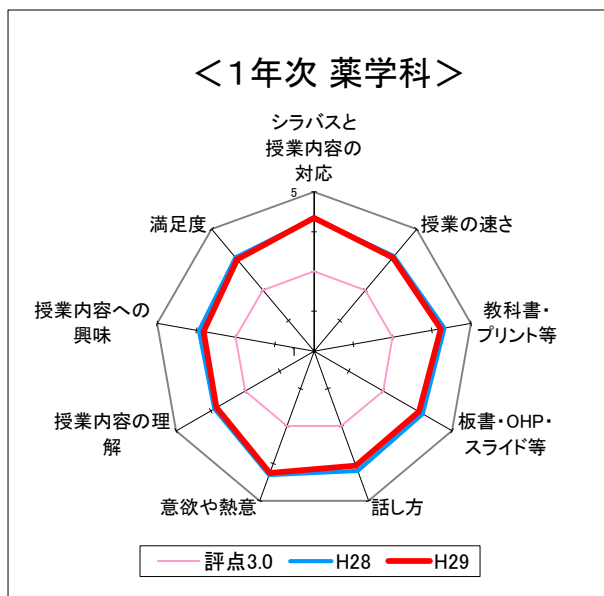 ＜1年次 薬学科＞
シラバスと
授業内容の
対応
5
満足度
授業の速さ
授業内容への
興味
教科書・
プリント等
1
授業内容の理
解
板書・OHP・
スライド等
意欲や熱意
話し方
評点3.0
H28
H29